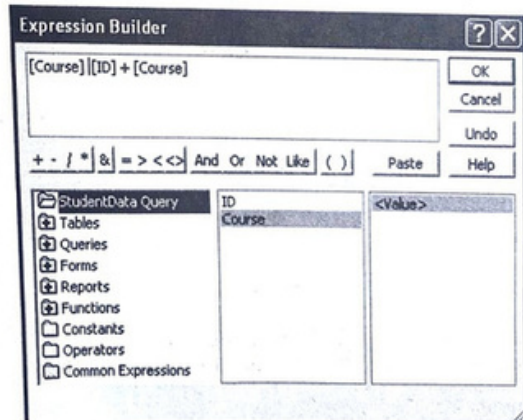 Expression Builder
[Course] [ID] + [Course]
OK
Cancel
Undo
+ - / * & = > < <> And Or Not Like ( ) Paste Help
StudentData Query
Tables
Queries
Forms
Reports
Functions
Constants
Operators
Common Expressions
ID
Course
<Value>